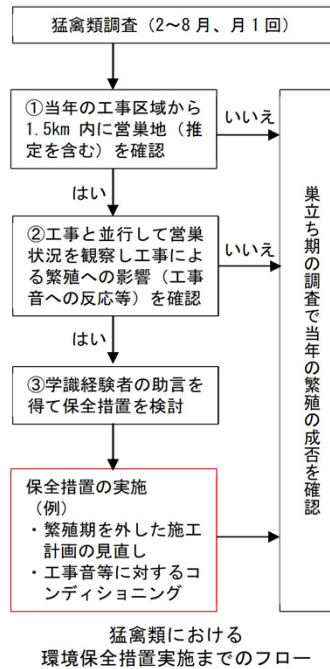 猛禽類調査（2～8月、月1回）
①当年の工事区域から
1.5km 内に営巣地（推
定を含む）を確認
いいえ
はい
②工事と並行して営巣
状況を観察し工事によ
る繁殖への影響（工事
音への反応等）を確認
いいえ
はい
③学識経験者の助言を
得て保全措置を検討
保全措置の実施
（例）
・繁殖期を外した施工
計画の見直し
・工事音等に対するコ
ンディショニング
巣立ち期の調査で当年の繁殖の成否を確認
猛禽類における
環境保全措置実施までのフロー